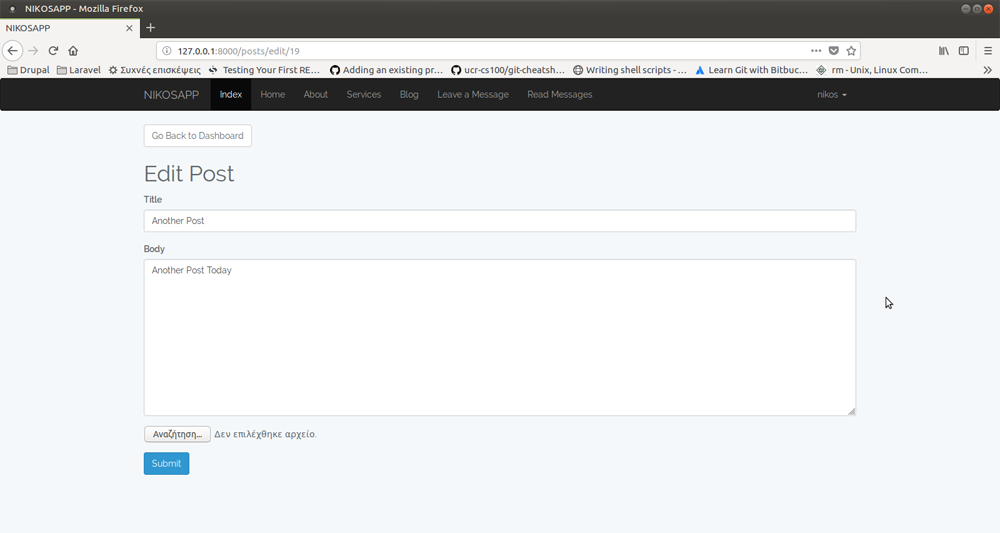 NIKOSAPP - Mozilla Firefox
NIKOSAPP
127.0.0.1:8000/posts/edit/19
Drupal Laravel Συχνές επισκέψεις Testing Your First RE... Adding an existing pr... ucr-cs100/git-cheatsh... Writing shell scripts - ... Learn Git with Bitbuc... rm - Unix, Linux Com...
NIKOSAPP Index Home About Services Blog Leave a Message Read Messages nikos
Go Back to Dashboard
Edit Post
Title
Another Post
Body
Another Post Today
Αναζήτηση... Δεν επιλέχθηκε αρχείο.
Submit